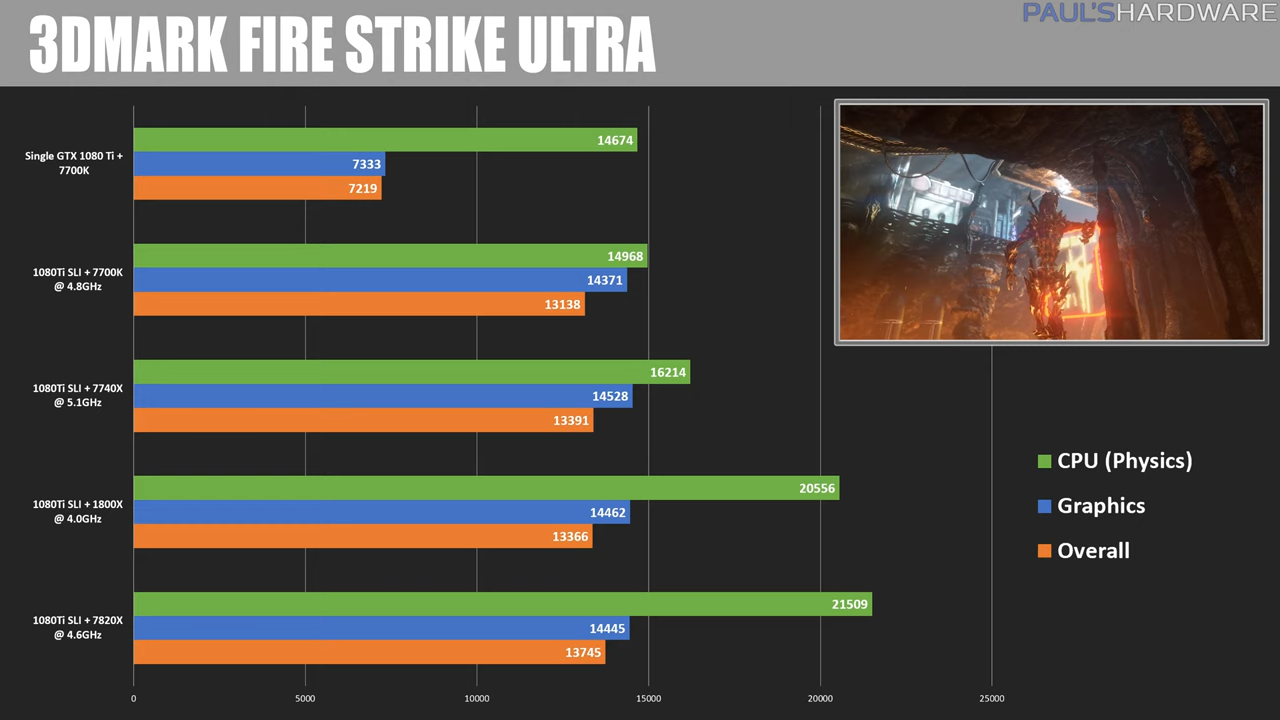 3DMARK FIRE STRIKE ULTRA
PAUL'SHARDWARE
Single GTX 1080 Ti +
7700K
14674
7333
7219
1080Ti SLI + 7700K
@ 4.8GHz
14968
14371
13138
1080Ti SLI + 7740X
@ 5.1GHz
16214
14528
13391
1080Ti SLI + 1800X
@ 4.0GHz
20556
14462
13366
1080Ti SLI + 7820X
@ 4.6GHz
21509
14445
13745
CPU (Physics)
Graphics
Overall
0
5000
10000
15000
20000
25000